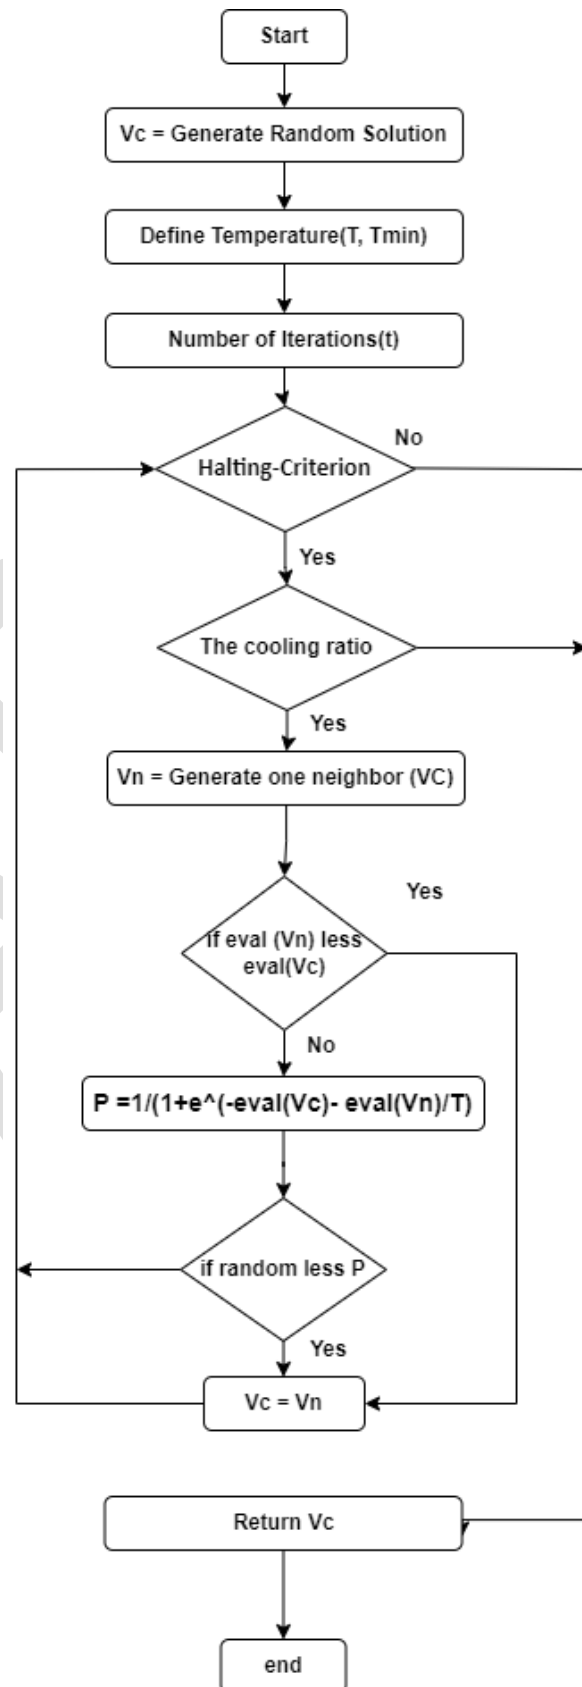 Start
Vc = Generate Random Solution
Define Temperature(T, Tmin)
Number of Iterations(t)
No
Halting-Criterion
Yes
The cooling ratio
Yes
Vn = Generate one neighbor (VC)
Yes
if eval (Vn) less
eval(Vc)
No
P =1/(1+e^(-eval(Vc)- eval(Vn)/T)
if random less P
Yes
Vc = Vn
Return Vc
end